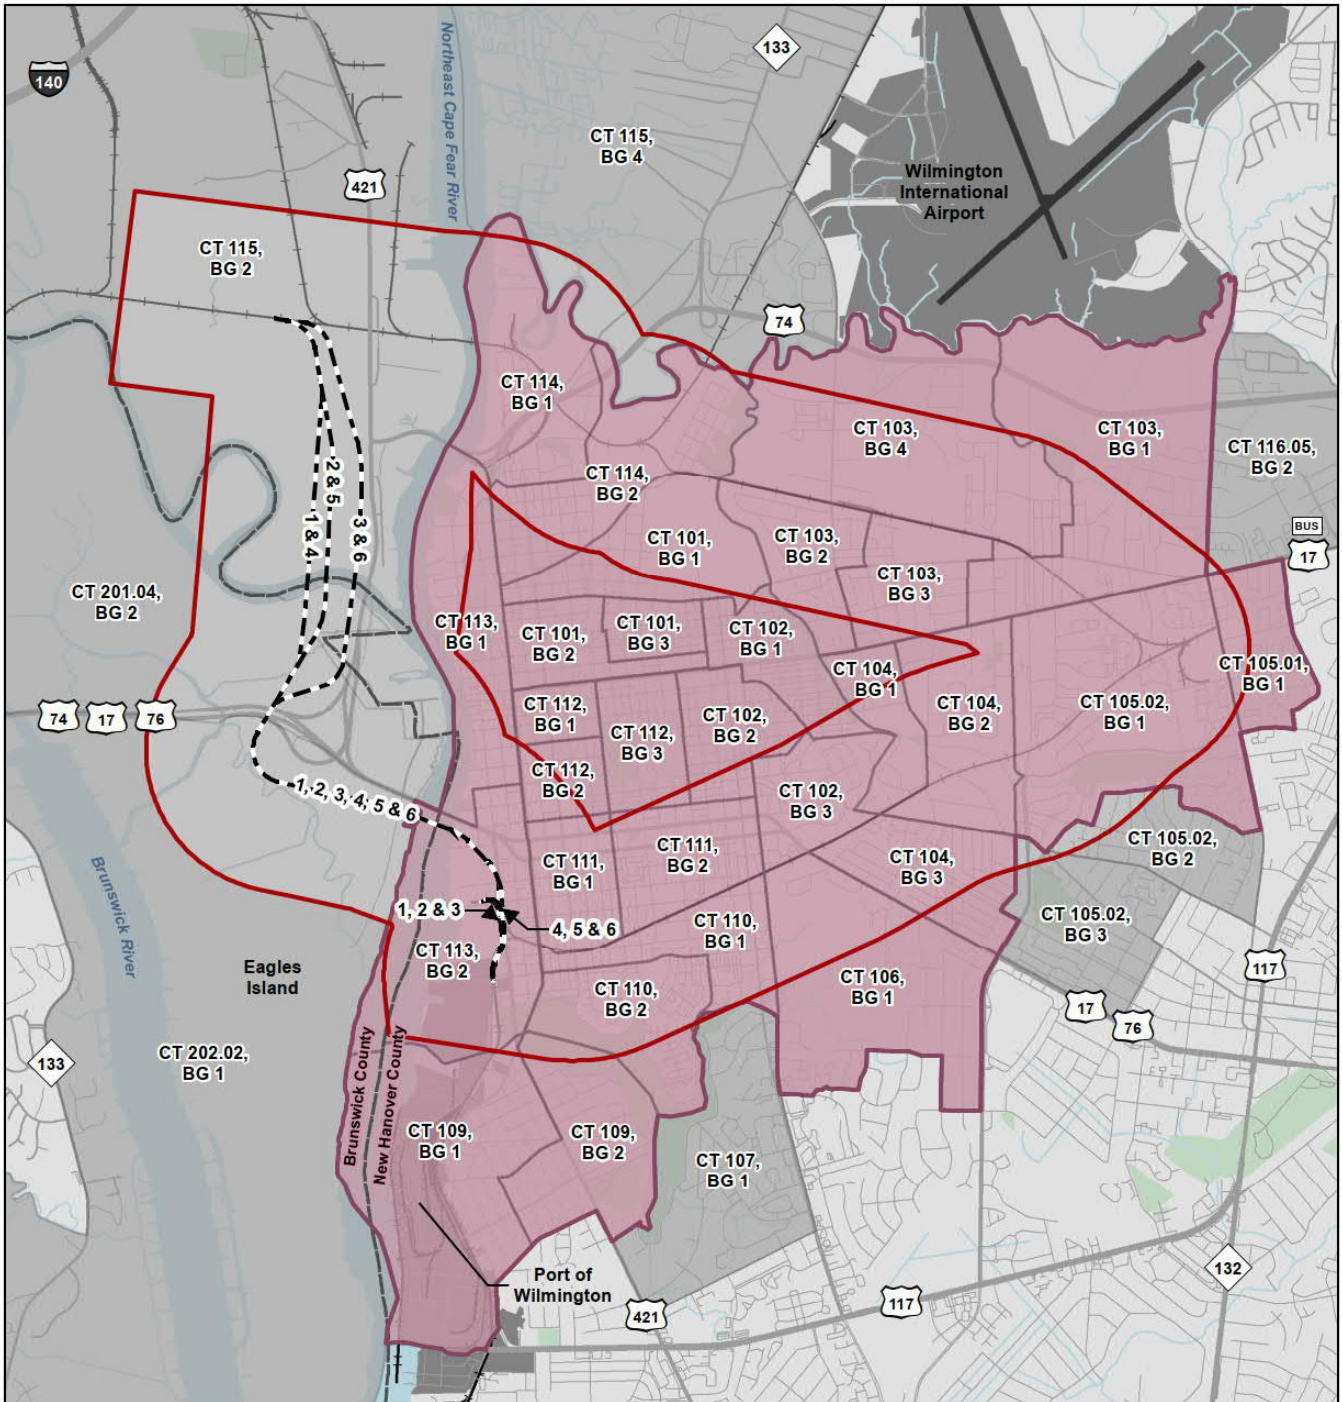 133
140
Northeast Cape Fear River
CT 115,
BG 4
421
Wilmington
International
Airport
CT 115,
BG 2
74
CT 114,
BG 1
CT 103,
BG 4
CT 103,
BG 1
CT 116.05,
BG 2
CT 114,
BG 2
2 & 5
1 & 4
3 & 6
CT 101,
BG 1
CT 103,
BG 2
BUS
17
CT 103,
BG 3
CT 201.04,
BG 2
CT 113,
BG 1
CT 101,
BG 2
CT 101,
BG 3
CT 102,
BG 1
CT 104,
BG 1
CT 105.01,
BG 1
74
17
76
CT 112,
BG 1
CT 112,
BG 3
CT 102,
BG 2
CT 104,
BG 2
CT 105.02,
BG 1
CT 112,
BG 2
1, 2, 3, 4, 5 & 6
CT 102,
BG 3
CT 111,
BG 1
CT 111,
BG 2
CT 104,
BG 3
CT 105.02,
BG 2
Brunswick River
1, 2 & 3
4, 5 & 6
CT 110,
BG 1
CT 105.02,
BG 3
CT 113,
BG 2
Eagles
Island
CT 110,
BG 2
CT 106,
BG 1
117
17
76
133
CT 202.02,
BG 1
Brunswick County
New Hanover County
CT 109,
BG 1
CT 109,
BG 2
CT 107,
BG 1
Port of
Wilmington
421
117
132